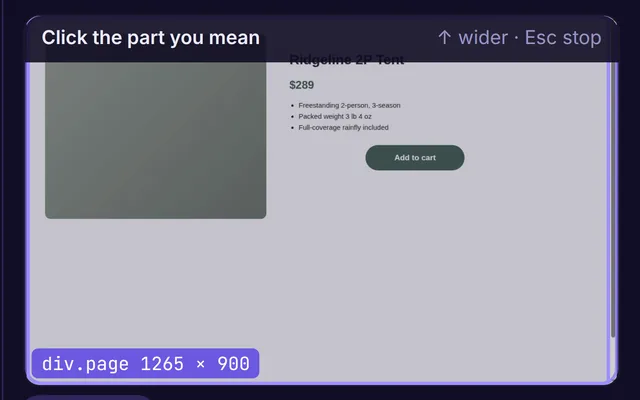 Click the part you mean
↑ wider · Esc stop
Ridgeline 2P Tent
$289
• Freestanding 2-person, 3-season
• Packed weight 3 lb 4 oz
• Full-coverage rainfly included
Add to cart
div.page 1265 × 900